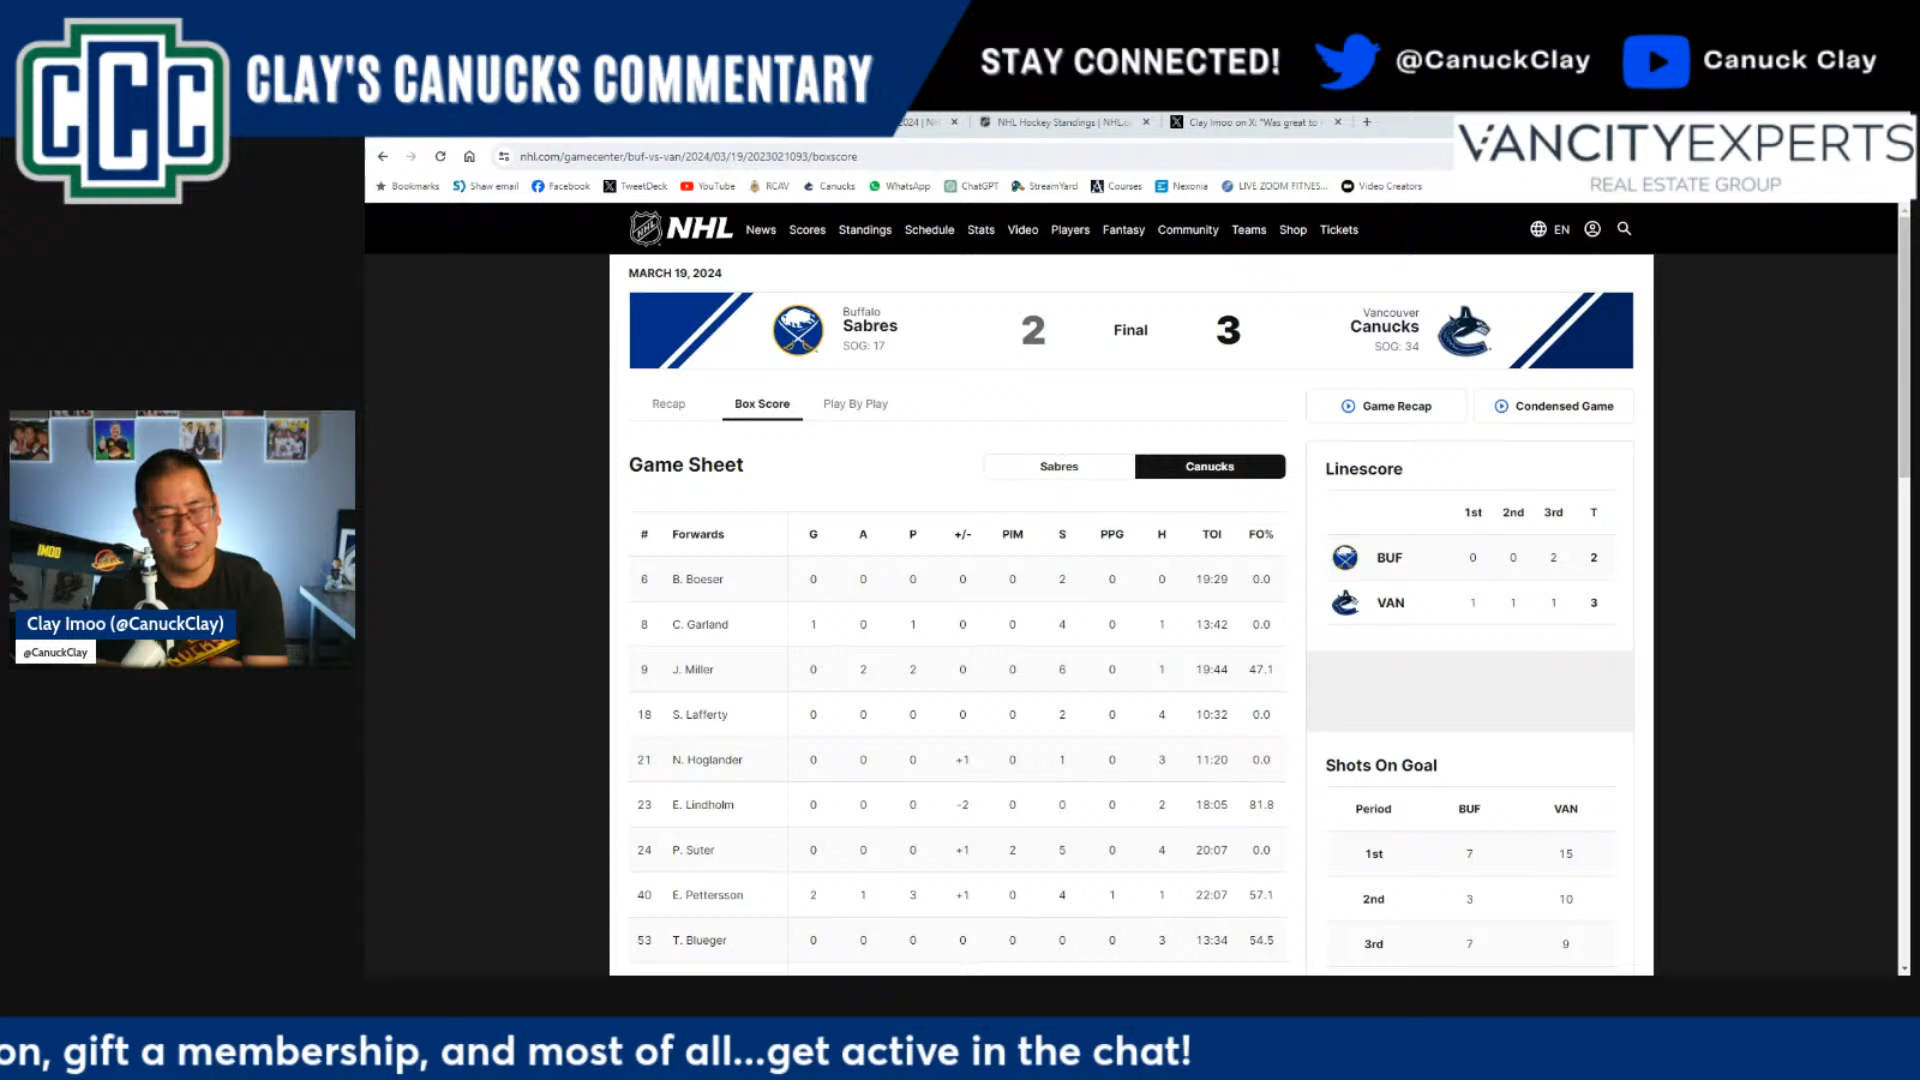 CCC
CLAY'S CANUCKS COMMENTARY
STAY CONNECTED!
@CanuckClay
Canuck Clay
NHL Hockey Standings | NHL.c
Clay Imoo on X: "Was great to
VANCITYEXPERTS
REAL ESTATE GROUP
nhl.com/gamecenter/buf-vs-van/2024/03/19/2023021093/boxscore
Bookmarks Shaw email Facebook TweetDeck YouTube RCAV Canucks WhatsApp ChatGPT StreamYard Courses Nexonia LIVE ZOOM FITNES... Video Creators
NHL News Scores Standings Schedule Stats Video Players Fantasy Community Teams Shop Tickets EN
MARCH 19, 2024
Buffalo
Sabres
SOG: 17
2 Final 3
Vancouver
Canucks
SOG: 34
Recap Box Score Play By Play
Game Recap Condensed Game
Game Sheet
Sabres Canucks
# Forwards G A P +/- PIM S PPG H TOI FO%
6 B. Boeser 0 0 0 0 0 2 0 0 19:29 0.0
8 C. Garland 1 0 1 0 0 4 0 1 13:42 0.0
9 J. Miller 0 2 2 0 0 6 0 1 19:44 47.1
18 S. Lafferty 0 0 0 0 0 2 0 4 10:32 0.0
21 N. Hoglander 0 0 0 +1 0 1 0 3 11:20 0.0
23 E. Lindholm 0 0 0 -2 0 0 0 2 18:05 81.8
24 P. Suter 0 0 0 +1 2 5 0 4 20:07 0.0
40 E. Pettersson 2 1 3 +1 0 4 1 1 22:07 57.1
53 T. Blueger 0 0 0 0 0 0 0 3 13:34 54.5
Linescore
1st 2nd 3rd T
BUF 0 0 2 2
VAN 1 1 1 3
Shots On Goal
Period BUF VAN
1st 7 15
2nd 3 10
3rd 7 9
IMOO
Clay Imoo (@CanuckClay)
@CanuckClay
on, gift a membership, and most of all...get active in the chat!